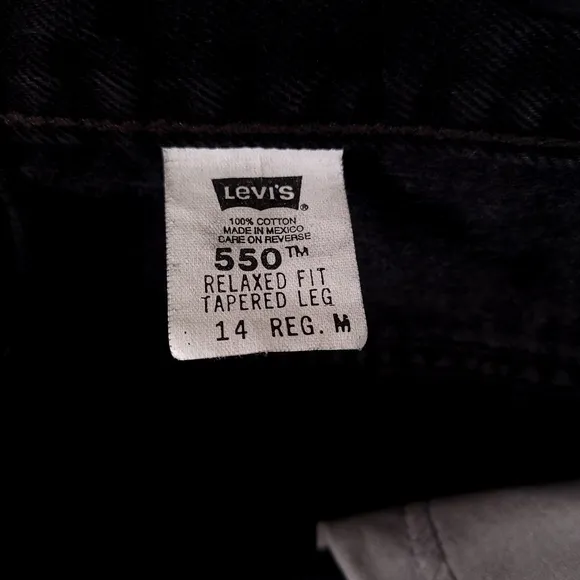 Levi's ®
100% COTTON
MADE IN MEXICO
CARE ON REVERSE
550™
RELAXED FIT
TAPERED LEG
14 REG. M